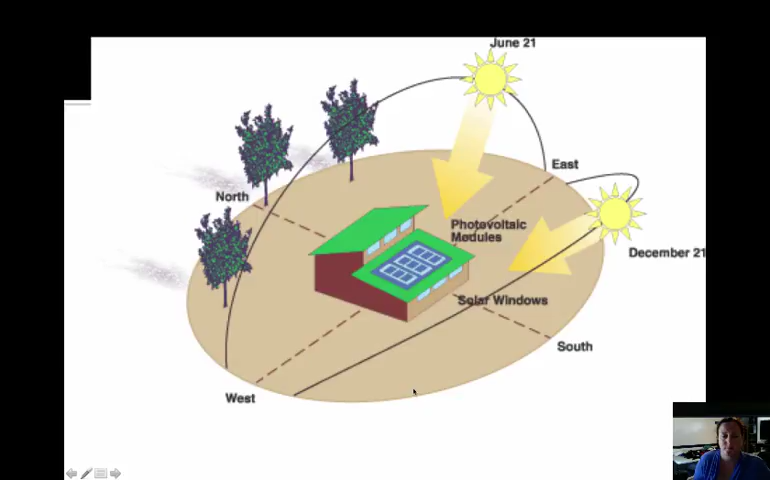 June 21
East
North
Photovoltaic
Modules
December 21
Solar Windows
South
West